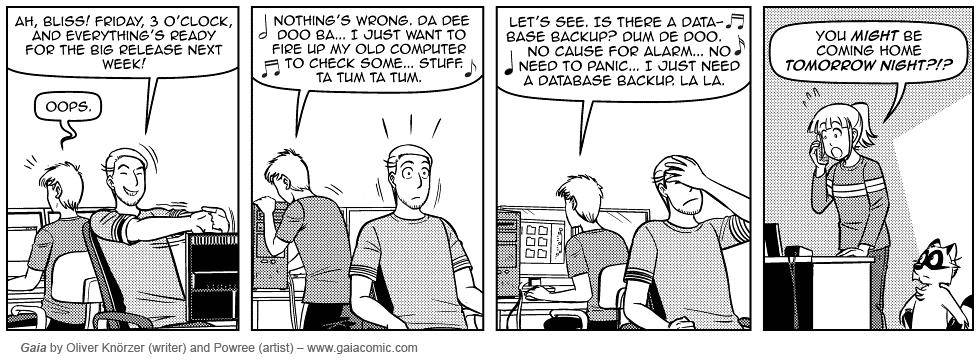 AH, BLISS! FRIDAY, 3 O'CLOCK,
AND EVERYTHING'S READY
FOR THE BIG RELEASE NEXT
WEEK!
OOPS.
NOTHING'S WRONG. DA DEE
DOO BA... I JUST WANT TO
FIRE UP MY OLD COMPUTER
TO CHECK SOME... STUFF.
TA TUM TA TUM.
LET'S SEE. IS THERE A DATA-
BASE BACKUP? DUM DE DOO.
NO CAUSE FOR ALARM... NO
NEED TO PANIC... I JUST NEED
A DATABASE BACKUP. LA LA.
YOU MIGHT BE
COMING HOME
TOMORROW NIGHT?!?
Gaia by Oliver Knörzer (writer) and Powree (artist) – www.gaiacomic.com